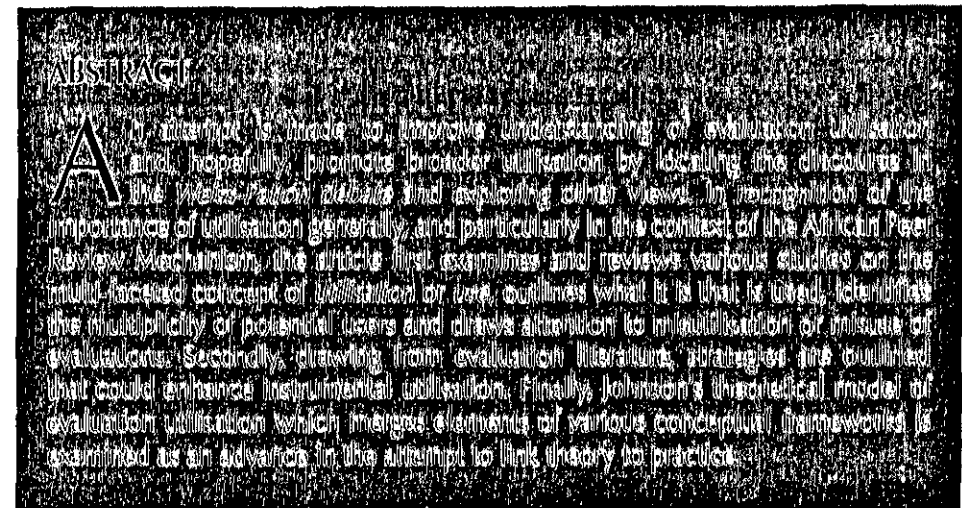 ABSTRACT
An attempt is made to improve understanding of evaluation utilisation
and, hopefully, promote broader utilisation by locating the discourse in
the Weiss-Patton debate and exploring other views. In recognition of the
importance of utilisation generally, and particularly in the context of the African Peer
Review Mechanism, the article first examines and reviews various studies on the
multi-faceted concept of utilisation or use, outlines what it is that is used, identifies
the multiplicity of potential users and draws attention to misutilisation or misuse of
evaluations. Secondly, drawing from evaluation literature, strategies are outlined
that could enhance instrumental utilisation. Finally, Johnson's theoretical model of
evaluation utilisation which merges elements of various conceptual frameworks is
examined as an advance in the attempt to link theory to practice.